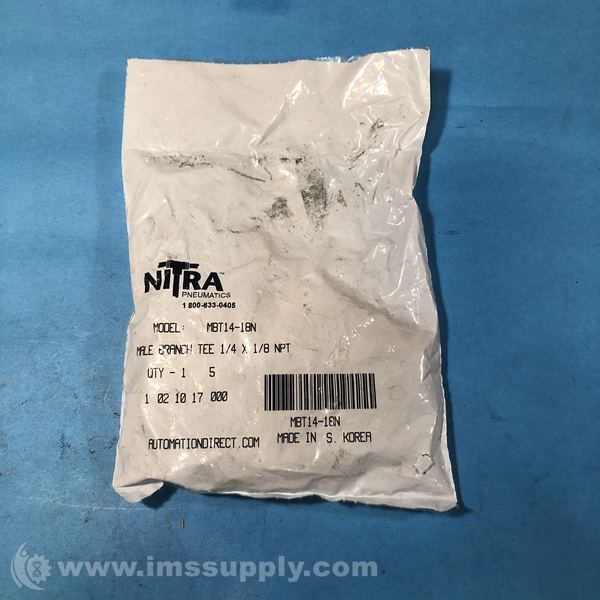 NITRA™
PNEUMATICS
1 800-633-0405
MODEL: MBT14-18N
MALE BRANCH TEE 1/4 X 1/8 NPT
QTY - 1 5
1 02 10 17 000
MBT14-18N
AUTOMATIONDIRECT.COM MADE IN S. KOREA
www.imssupply.com